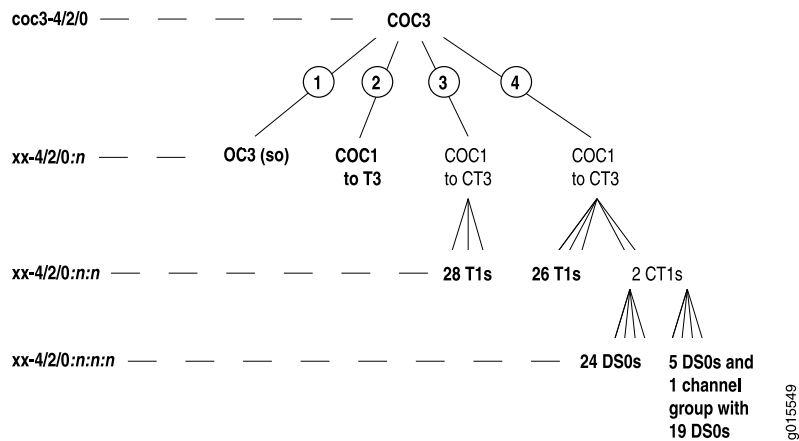 coc3-4/2/0
COC3
1
2
3
4
xx-4/2/0:n
OC3 (so)
COC1
to T3
COC1
to CT3
COC1
to CT3
xx-4/2/0:n:n
28 T1s
26 T1s
2 CT1s
xx-4/2/0:n:n:n
24 DS0s
5 DS0s and
1 channel
group with
19 DS0s
g015549